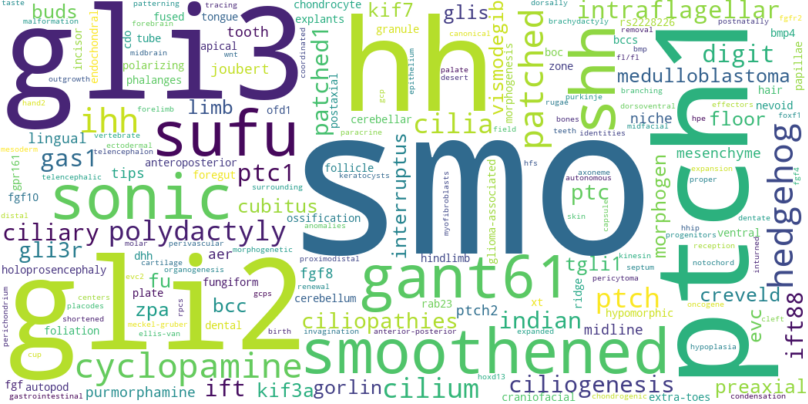 taste
patterning
tracing
dorsally
malformation
forebrain
cdo
buds
fused
tongue
chondrocyte
explants
kif7
glis
intraflagellar
brachydactyly
postnatally
fgfr2
rs2228226
removal
bmp
canonical
gli3
hh
smo
ptch1
gli2
endochondral
incisor
tube
midbrain
wnt
polarizing
apical
tooth
phalanges
joubert
outgrowth
hand2
forelimb
ofd1
coordinated
patched1
postaxial
granule
cerebellar
paracrine
gcp
epithelium
palate
desert
field
vismodegib
morphogenesis
patched
boc
zone
shh
bccs
fl/fl
bmp4
digit
papillae
medulloblastoma
hair
purkinje
branching
dorsoventral
effectors
nevoid
rugae
niche
floor
foxf1
bones
hpe
midfacial
teeth
identities
ihh
limb
sufu
cilia
vertebrate
lingual
ectodermal
telencephalon
mesoderm
anteroposterior
gas1
telencephalic
foregut
tips
ptc1
surrounding
gpr161
fgf10
distal
sonic
cubitus
follicle
keratocysts
ossification
anomalies
interruptus
myofibroblasts
hfs
glioma-associated
axoneme
autonomous
ptc
skin
capsule
mesenchyme
expansion
proper
morphogen
fgf4
hedgehog
dentate
hhip
progenitors
ventral
reception
inturned
notochord
ciliary
polydactyly
molar
perivascular
morphogenetic
gli3r
dhh
aer
cartilage
organogenesis
holoprosencephaly
evc2
fu
fungiform
proximodistal
renewal
hindlimb
fgf8
cerebellum
gant61
tgli1
kinesin
septum
ridge
pericytoma
ptch
xt
hypomorphic
oncogene
creveld
cleft
evc
hypoplasia
ift88
perichondrium
centers
placodes
shortened
plate
rpcs
gcps
zpa
bcc
foliation
meckel-gruber
dental
birth
ellis-van
cup
invagination
anterior-posterior
ciliopathies
rab23
ptch2
expanded
indian
midline
cyclopamine
smoothened
preaxial
fgf
autopod
gastrointestinal
purmorphamine
ift
kif3a
gorlin
cilium
hoxd13
ciliogenesis
craniofacial
chondrogenic
extra-toes
condensation